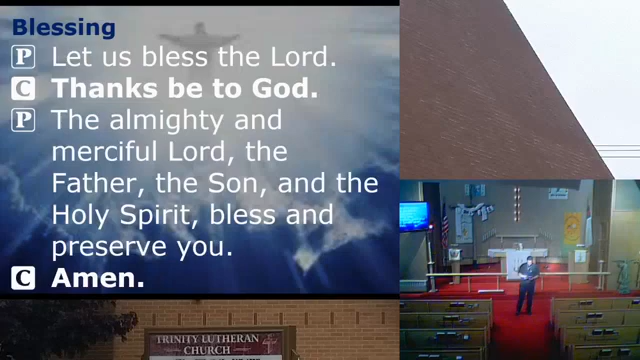 Blessing
P Let us bless the Lord.
C Thanks be to God.
P The almighty and
merciful Lord, the
Father, the Son, and the
Holy Spirit, bless and
preserve you.
C Amen.
TRINITY LUTHERAN
CHURCH